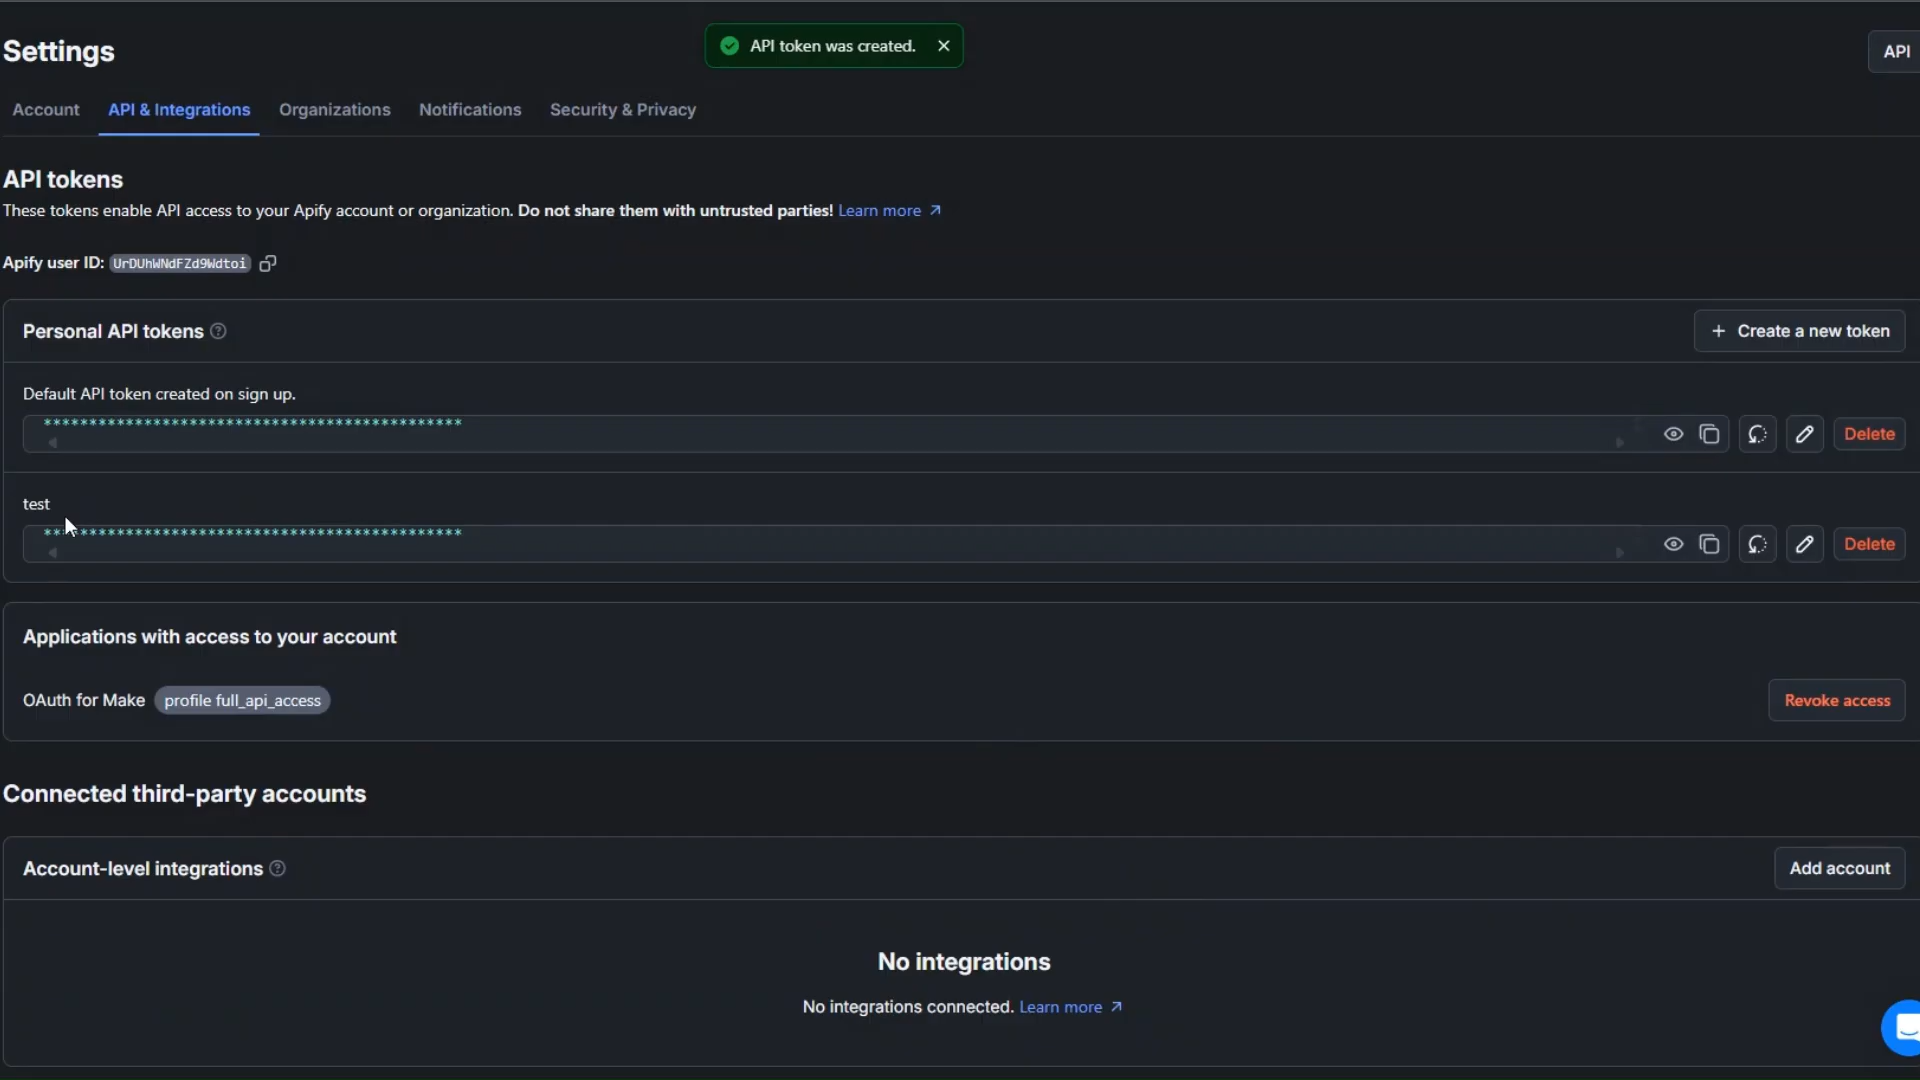 Settings
API token was created.
API
Account API & Integrations Organizations Notifications Security & Privacy
API tokens
These tokens enable API access to your Apify account or organization. Do not share them with untrusted parties! Learn more
Apify user ID: UrDUhWNdFZd9Wdtoi
Personal API tokens
+ Create a new token
Default API token created on sign up.
**********************************************
Delete
test
**********************************************
Delete
Applications with access to your account
OAuth for Make profile full_api_access
Revoke access
Connected third-party accounts
Account-level integrations
Add account
No integrations
No integrations connected. Learn more